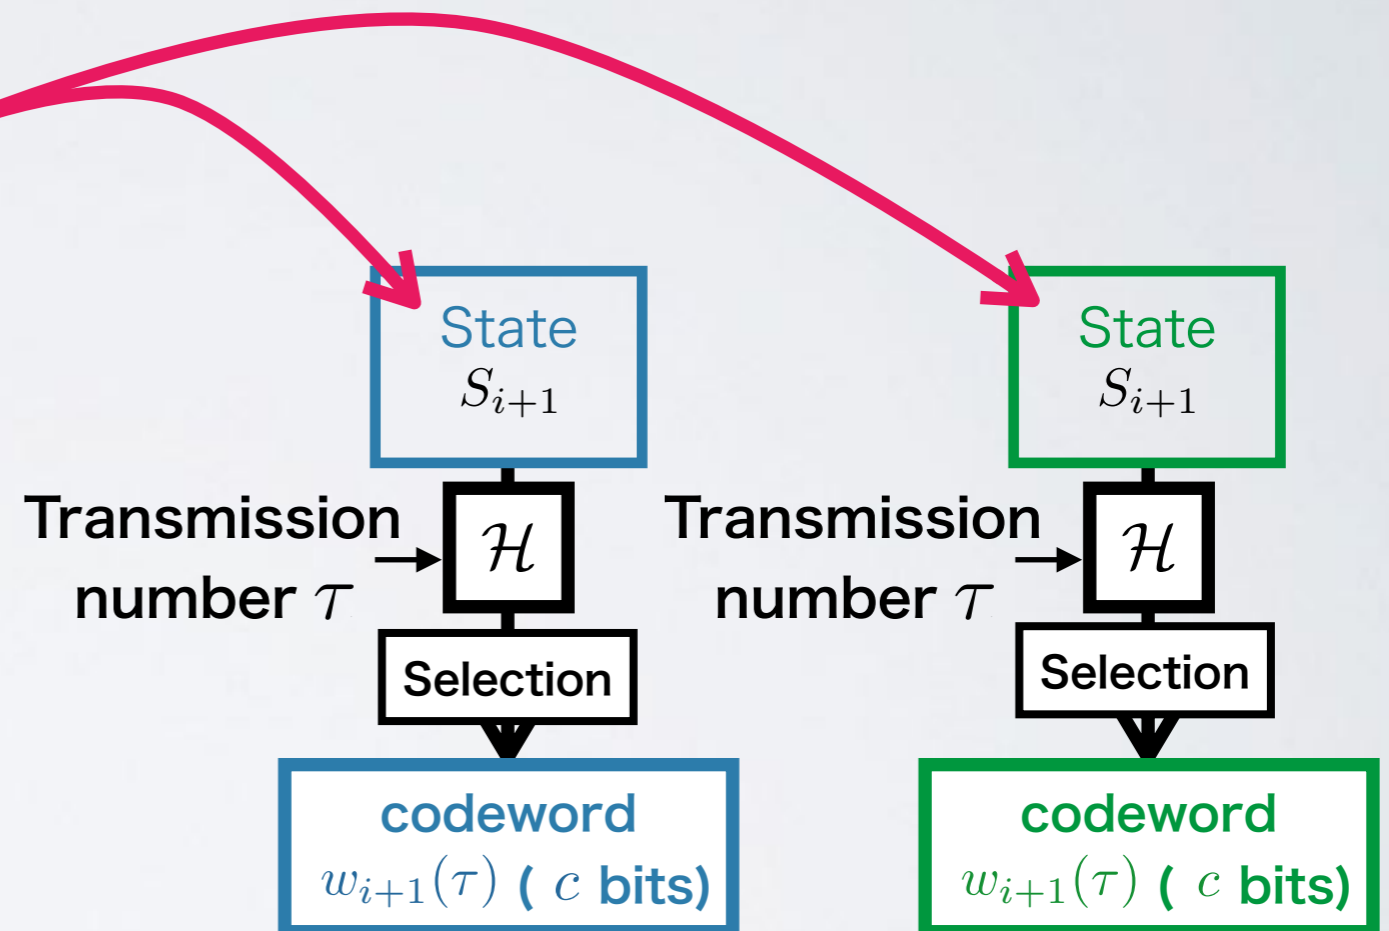 State
S_{i+1}
Transmission
number τ
ℋ
Selection
codeword
w_{i+1}(τ) ( c bits)
State
S_{i+1}
Transmission
number τ
ℋ
Selection
codeword
w_{i+1}(τ) ( c bits)